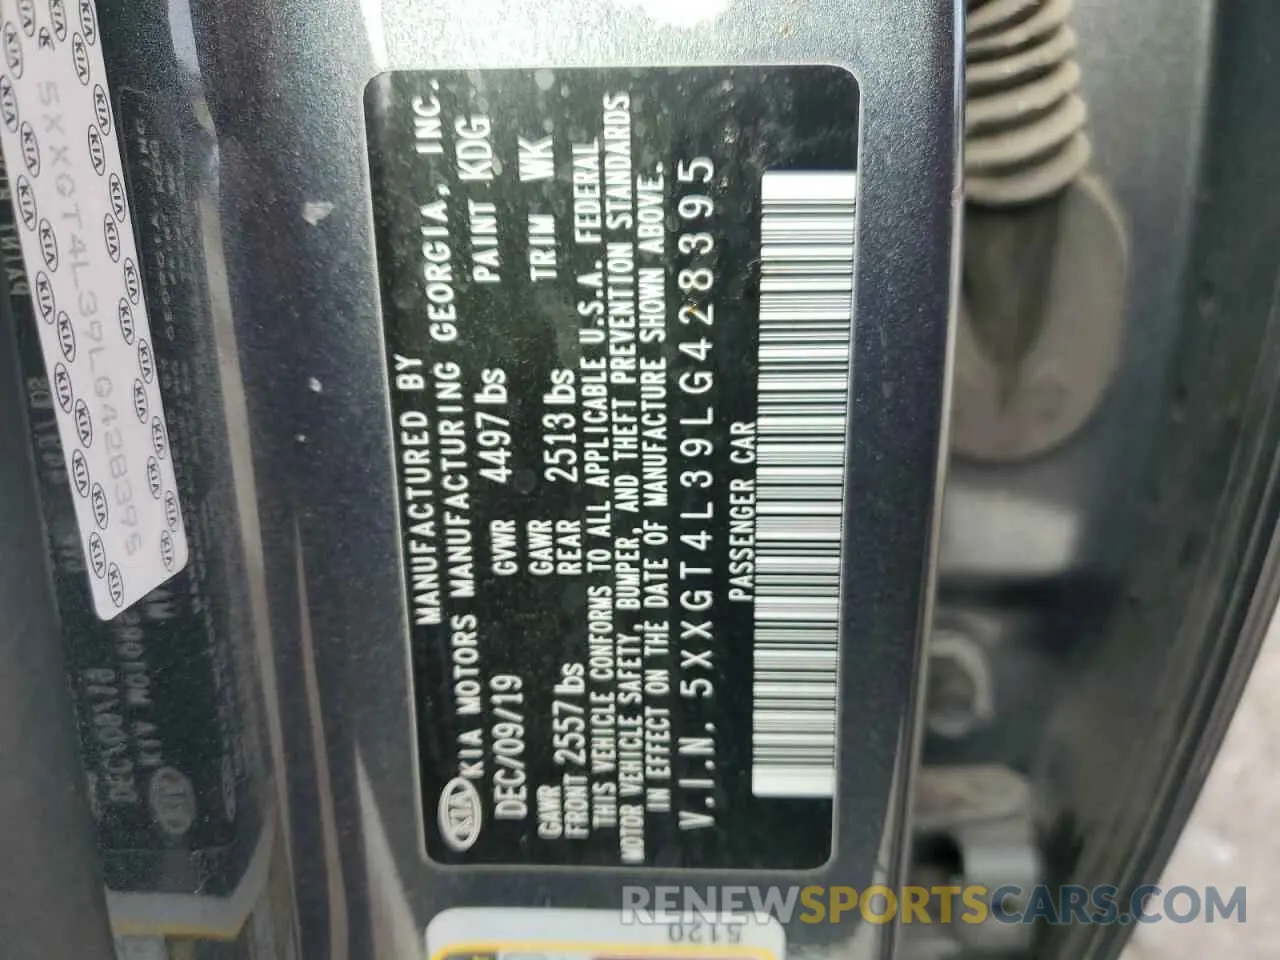 KIA
MANUFACTURED BY
KIA MOTORS MANUFACTURING GEORGIA, INC.
DEC/09/19 GVWR 4497 lbs PAINT KDG
GAWR FRONT 2557 lbs GAWR REAR 2513 lbs TRIM WK
THIS VEHICLE CONFORMS TO ALL APPLICABLE U.S.A. FEDERAL
MOTOR VEHICLE SAFETY, BUMPER, AND THEFT PREVENTION STANDARDS
IN EFFECT ON THE DATE OF MANUFACTURE SHOWN ABOVE.
V.I.N. 5XXGT4L39LG428395
PASSENGER CAR
5XXGT4L39LG428395
5120
RENEWSPORTSCARS.COM